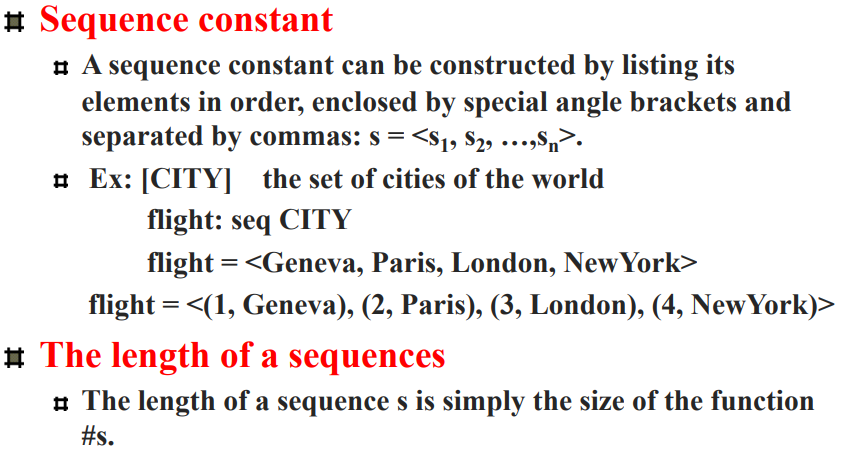 Sequence constant
A sequence constant can be constructed by listing its
elements in order, enclosed by special angle brackets and
separated by commas: s = <s₁, s₂, …,sₙ>.
Ex: [CITY] the set of cities of the world
flight: seq CITY
flight = <Geneva, Paris, London, NewYork>
flight = <(1, Geneva), (2, Paris), (3, London), (4, NewYork)>
The length of a sequences
The length of a sequence s is simply the size of the function
#s.